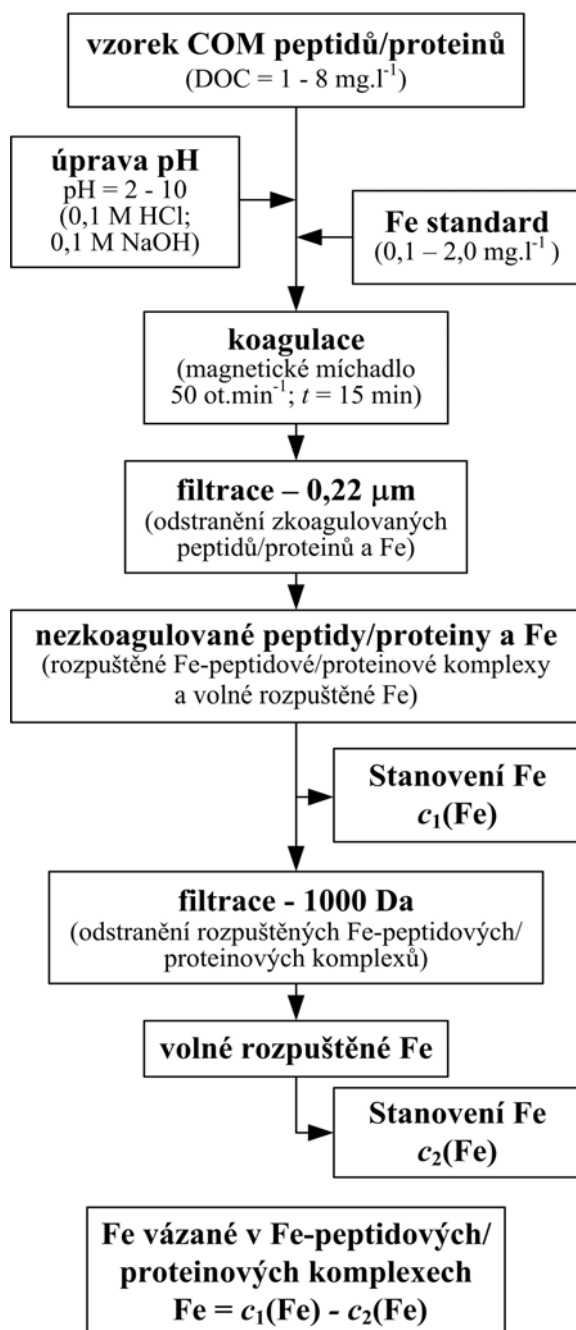 vzorek COM peptidů/proteinů
(DOC = 1 - 8 mg.l⁻¹)
úprava pH
pH = 2 - 10
(0,1 M HCl;
0,1 M NaOH)
Fe standard
(0,1 – 2,0 mg.l⁻¹ )
koagulace
(magnetické míchadlo
50 ot.min⁻¹; t = 15 min)
filtrace – 0,22 μm
(odstranění zkoagulovaných
peptidů/proteinů a Fe)
nezkoagulované peptidy/proteiny a Fe
(rozpuštěné Fe-peptidové/proteinové komplexy
a volné rozpuštěné Fe)
Stanovení Fe
c₁(Fe)
filtrace - 1000 Da
(odstranění rozpuštěných Fe-peptidových/
proteinových komplexů)
volné rozpuštěné Fe
Stanovení Fe
c₂(Fe)
Fe vázané v Fe-peptidových/
proteinových komplexech
Fe = c₁(Fe) - c₂(Fe)